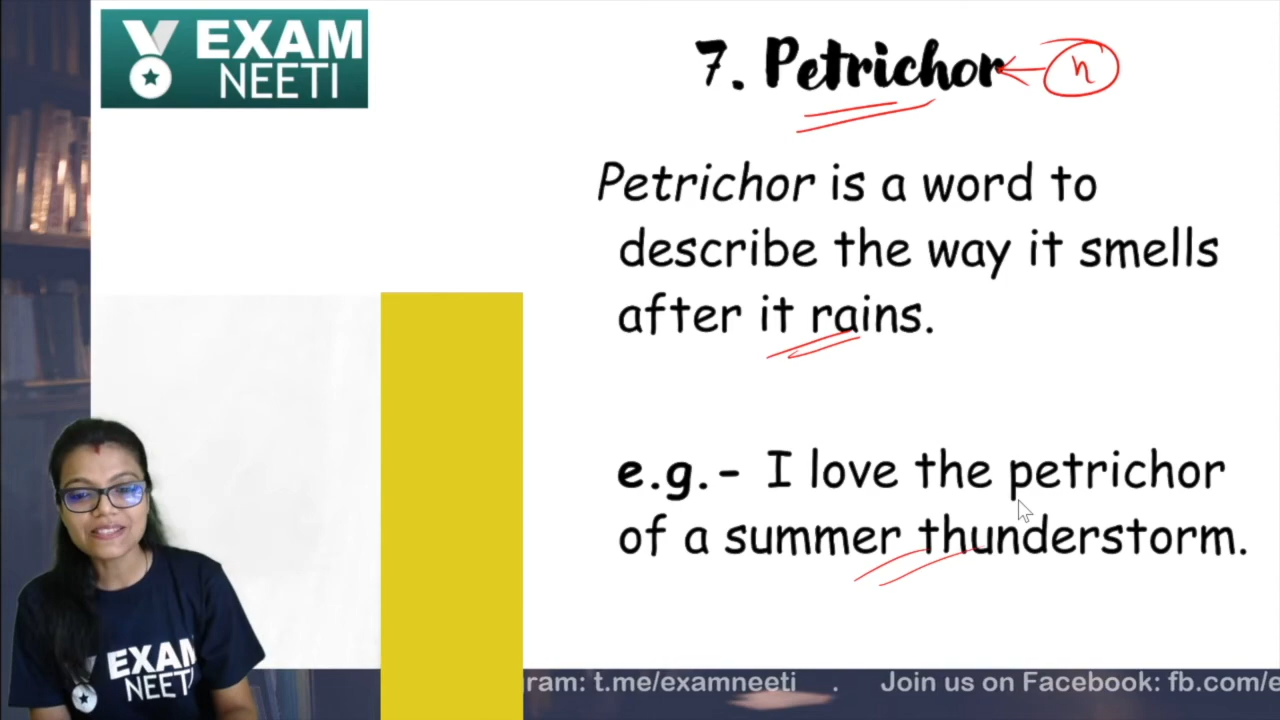 EXAM
NEETI
7. Petrichor
n
Petrichor is a word to
describe the way it smells
after it rains.
e.g.- I love the petrichor
of a summer thunderstorm.
EXAM
NEETI
gram: t.me/examneeti . Join us on Facebook: fb.com/e